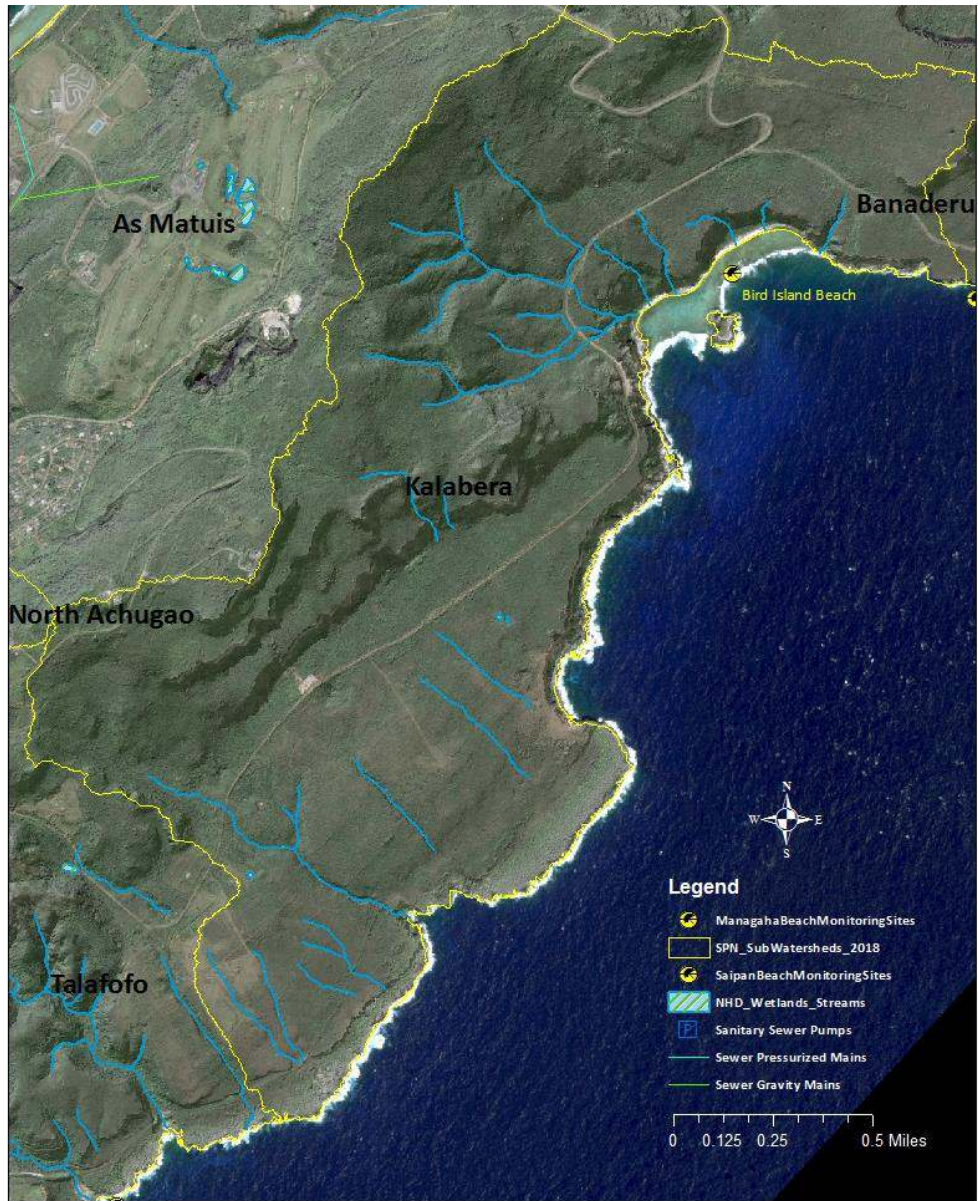 As Matuis
Banaderu
Bird Island Beach
Kalabera
North Achugao
N
W E
S
Legend
ManagahaBeachMonitoringSites
SPN_SubWatersheds_2018
SaipanBeachMonitoringSites
NHD_Wetlands_Streams
P Sanitary Sewer Pumps
Sewer Pressurized Mains
Sewer Gravity Mains
Talafofo
0 0.125 0.25 0.5 Miles